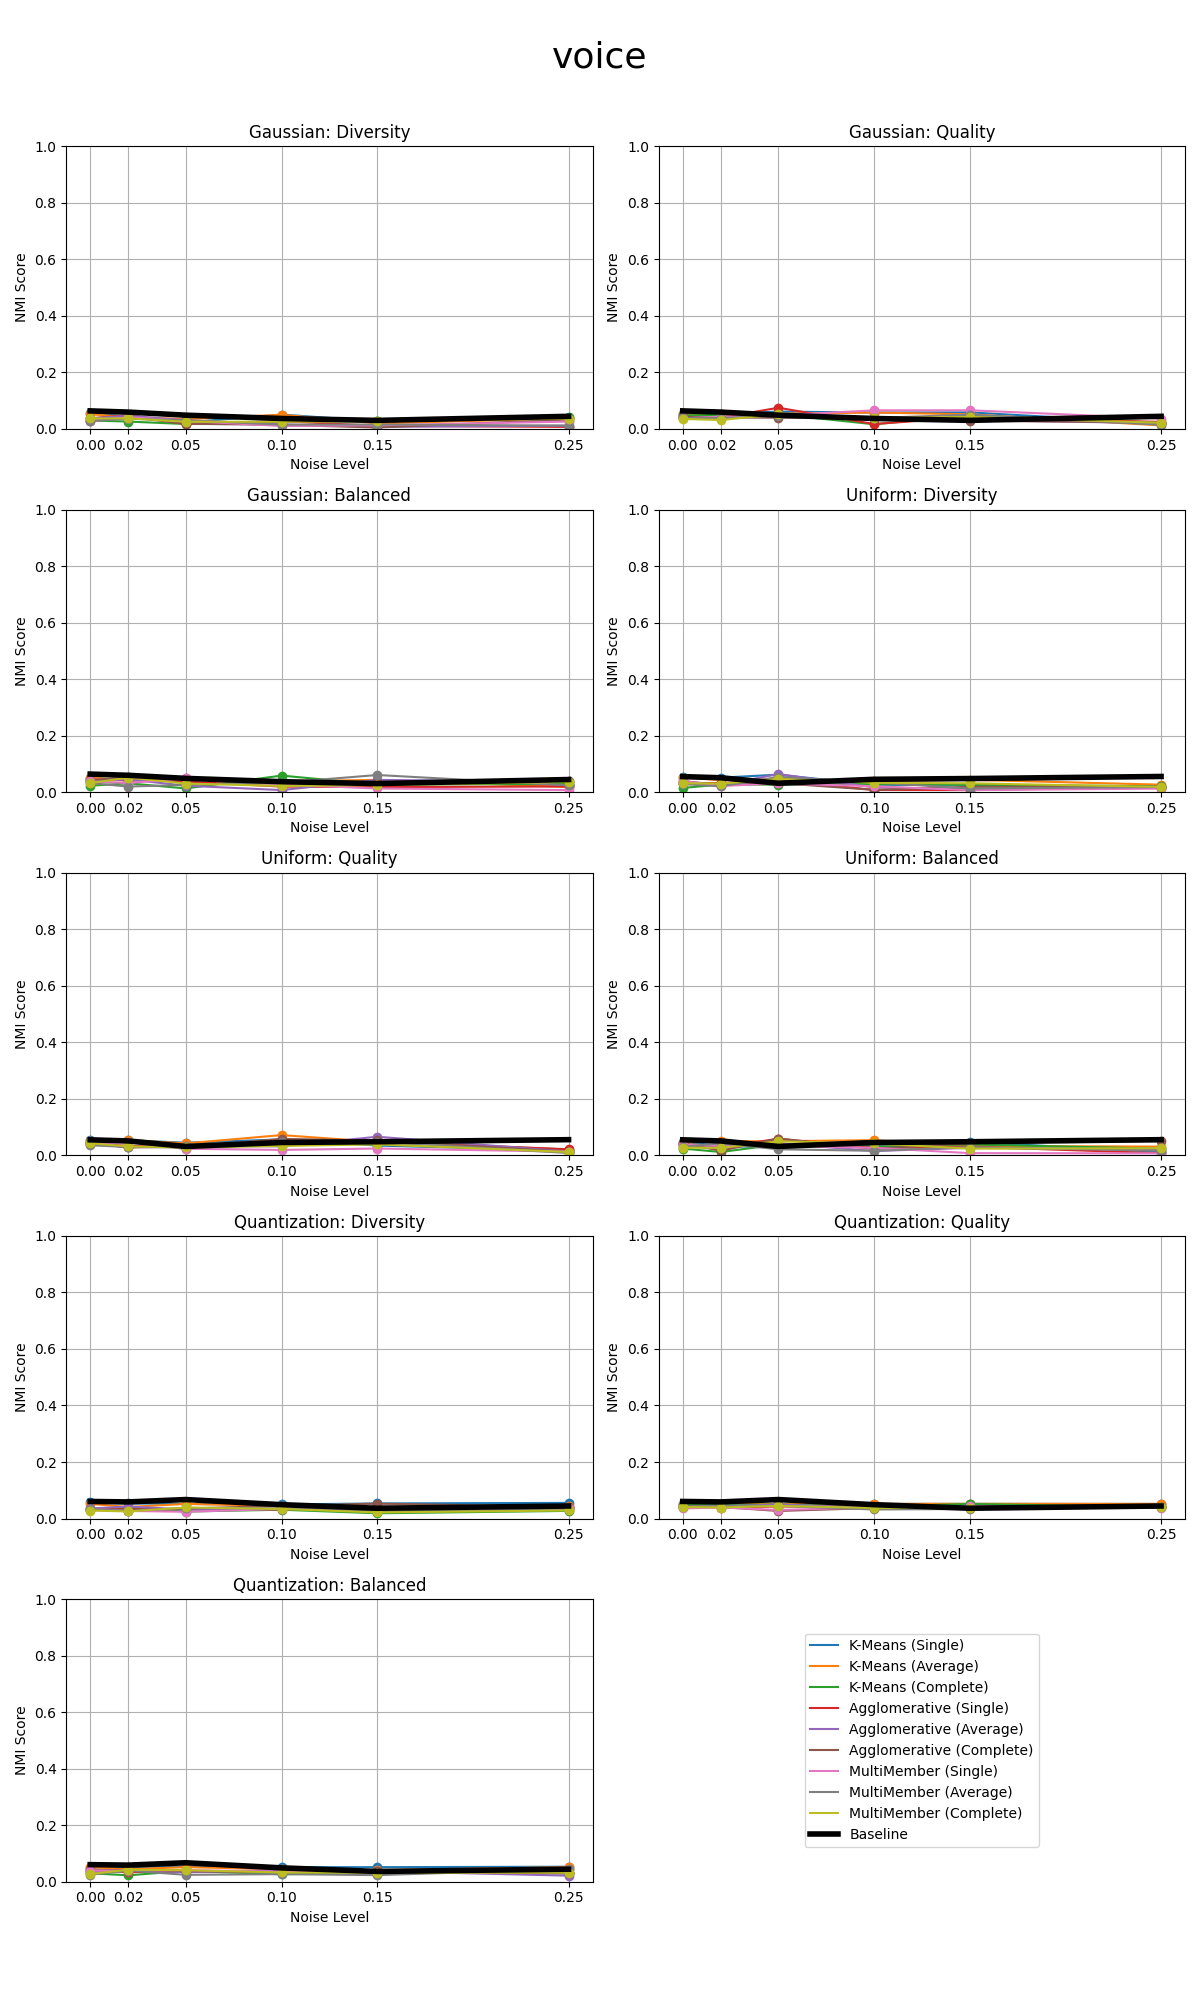 voice
Gaussian: Diversity
NMI Score
1.0
0.8
0.6
0.4
0.2
0.0
0.00 0.02 0.05 0.10 0.15 0.25
Noise Level
Gaussian: Quality
NMI Score
1.0
0.8
0.6
0.4
0.2
0.0
0.00 0.02 0.05 0.10 0.15 0.25
Noise Level
Gaussian: Balanced
NMI Score
1.0
0.8
0.6
0.4
0.2
0.0
0.00 0.02 0.05 0.10 0.15 0.25
Noise Level
Uniform: Diversity
NMI Score
1.0
0.8
0.6
0.4
0.2
0.0
0.00 0.02 0.05 0.10 0.15 0.25
Noise Level
Uniform: Quality
NMI Score
1.0
0.8
0.6
0.4
0.2
0.0
0.00 0.02 0.05 0.10 0.15 0.25
Noise Level
Uniform: Balanced
NMI Score
1.0
0.8
0.6
0.4
0.2
0.0
0.00 0.02 0.05 0.10 0.15 0.25
Noise Level
Quantization: Diversity
NMI Score
1.0
0.8
0.6
0.4
0.2
0.0
0.00 0.02 0.05 0.10 0.15 0.25
Noise Level
Quantization: Quality
NMI Score
1.0
0.8
0.6
0.4
0.2
0.0
0.00 0.02 0.05 0.10 0.15 0.25
Noise Level
Quantization: Balanced
NMI Score
1.0
0.8
0.6
0.4
0.2
0.0
0.00 0.02 0.05 0.10 0.15 0.25
Noise Level
K-Means (Single)
K-Means (Average)
K-Means (Complete)
Agglomerative (Single)
Agglomerative (Average)
Agglomerative (Complete)
MultiMember (Single)
MultiMember (Average)
MultiMember (Complete)
Baseline